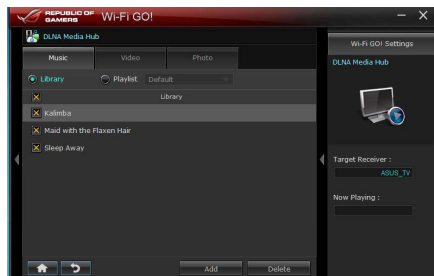 REPUBLIC OF
GAMERS
Wi-Fi GO!
DLNA Media Hub
Music
Video
Photo
Library
Playlist
Default
Library
Kalimba
Maid with the Flaxen Hair
Sleep Away
Add
Delete
Wi-Fi GO! Settings
DLNA Media Hub
Target Receiver :
ASUS_TV
Now Playing :